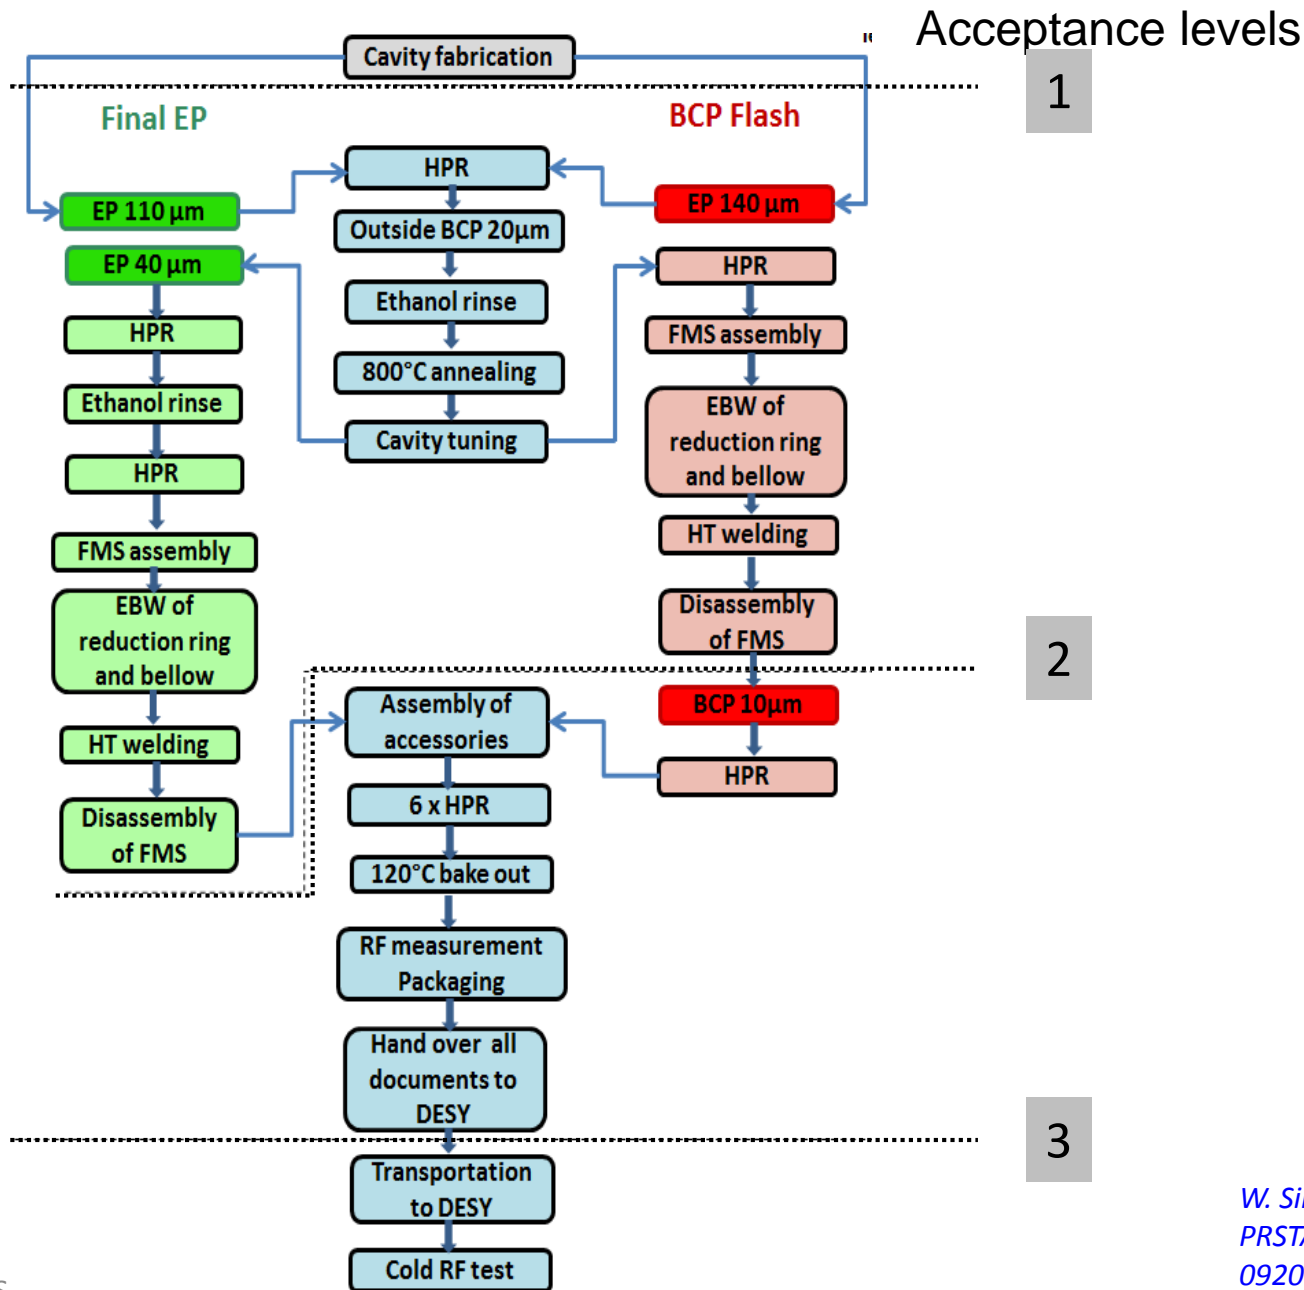 Acceptance levels
Cavity fabrication
1
Final EP
BCP Flash
HPR
EP 110 µm
EP 140 µm
Outside BCP 20µm
EP 40 µm
HPR
Ethanol rinse
HPR
FMS assembly
800°C annealing
Ethanol rinse
EBW of
reduction ring
and bellow
Cavity tuning
HPR
HT welding
FMS assembly
EBW of
reduction ring
and bellow
Disassembly
of FMS
2
Assembly of
accessories
BCP 10µm
HT welding
HPR
6 x HPR
Disassembly
of FMS
120°C bake out
RF measurement
Packaging
Hand over all
documents to
DESY
3
Transportation
to DESY
Cold RF test
W.
PRST
0920